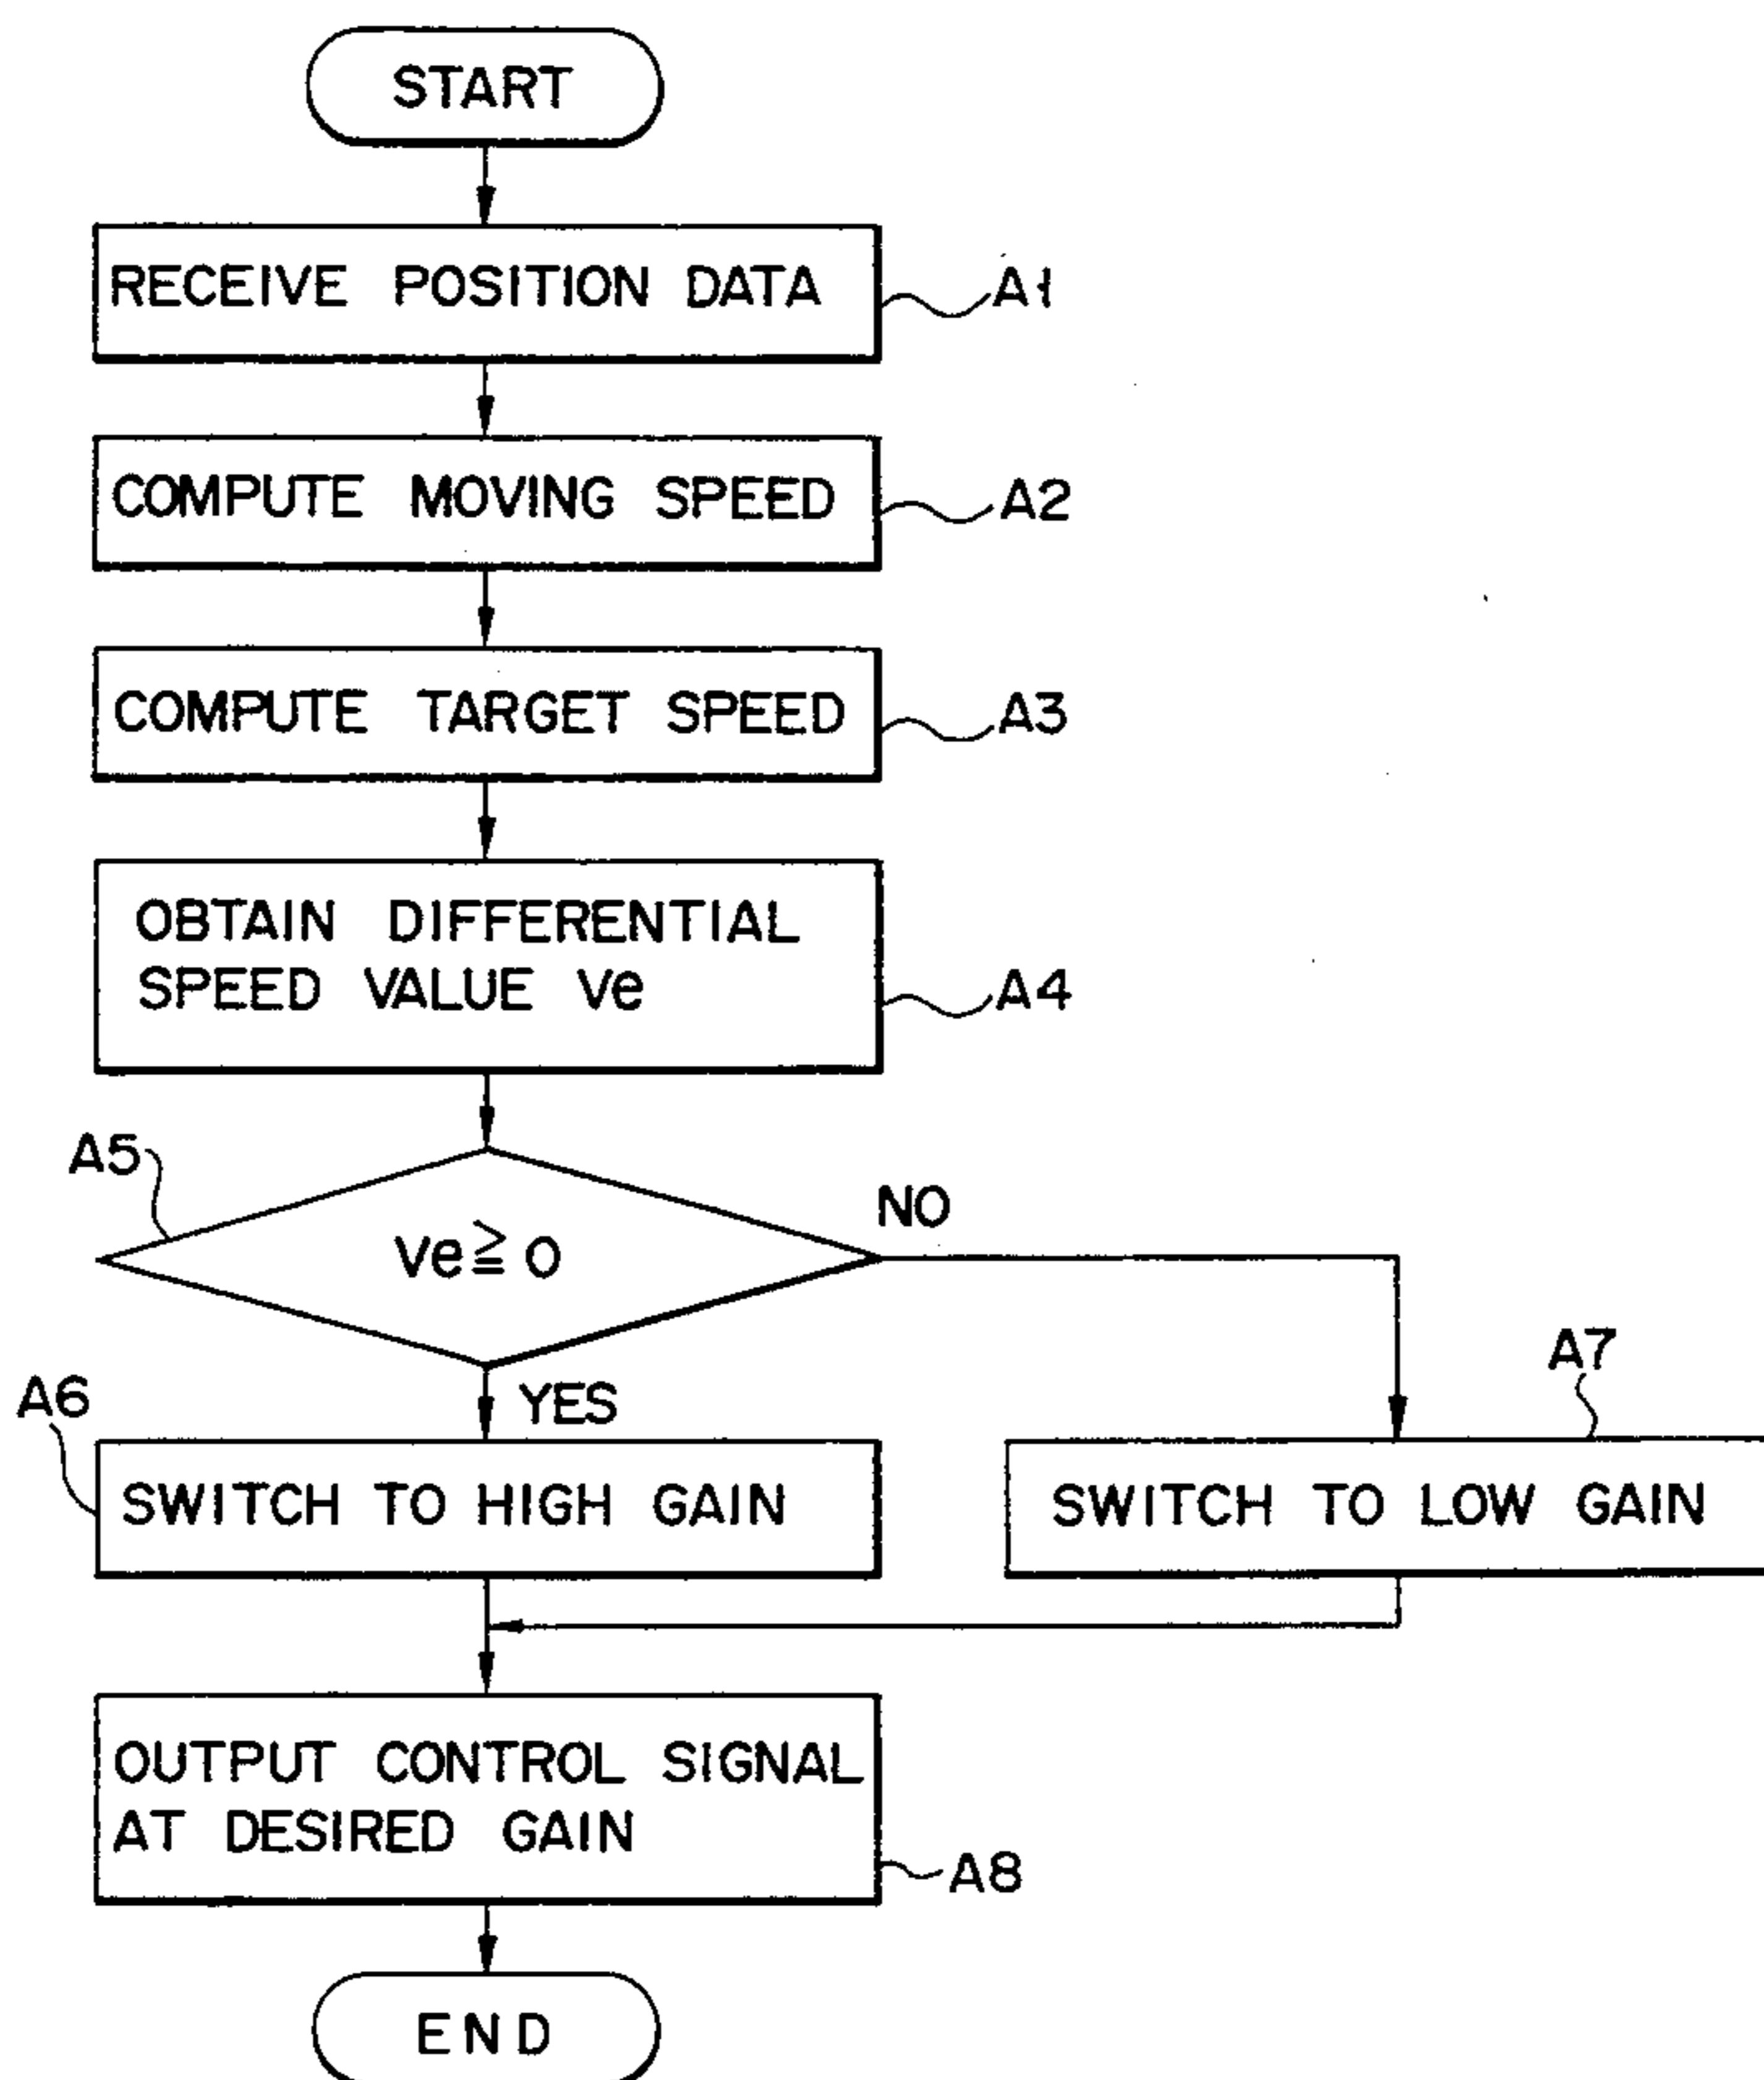 START
RECEIVE POSITION DATA
A1
COMPUTE MOVING SPEED
A2
COMPUTE TARGET SPEED
A3
OBTAIN DIFFERENTIAL
SPEED VALUE Ve
A4
A5
Ve ≧ 0
NO
YES
A6
SWITCH TO HIGH GAIN
A7
SWITCH TO LOW GAIN
OUTPUT CONTROL SIGNAL
AT DESIRED GAIN
A8
END